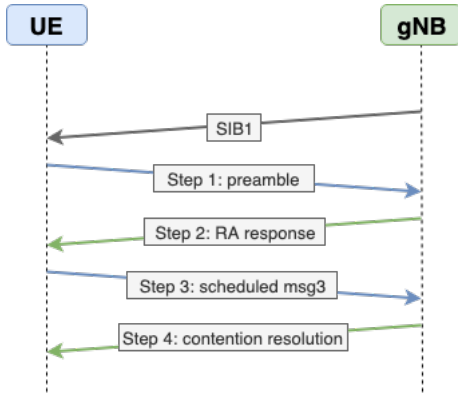 UE
gNB
SIB1
Step 1: preamble
Step 2: RA response
Step 3: scheduled msg3
Step 4: contention resolution